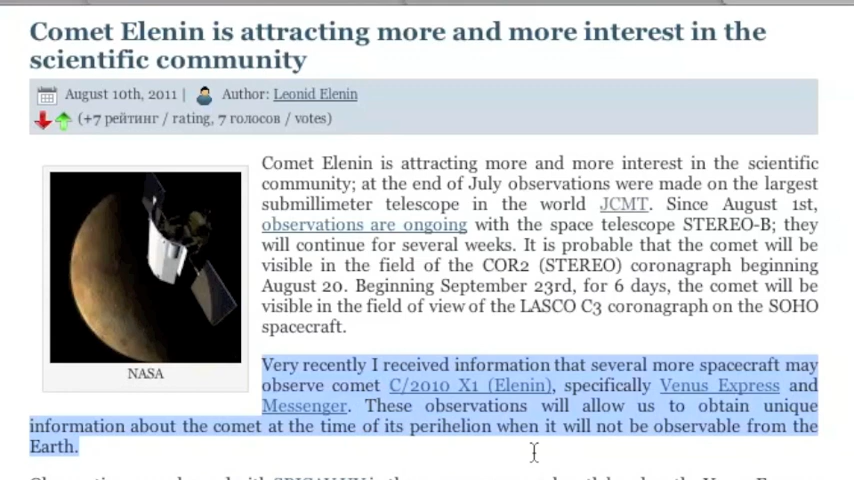 Comet Elenin is attracting more and more interest in the
scientific community
August 10th, 2011 | Author: Leonid Elenin
(+7 рейтинг / rating, 7 голосов / votes)
Comet Elenin is attracting more and more interest in the scientific
community; at the end of July observations were made on the largest
submillimeter telescope in the world JCMT. Since August 1st,
observations are ongoing with the space telescope STEREO-B; they
will continue for several weeks. It is probable that the comet will be
visible in the field of the COR2 (STEREO) coronagraph beginning
August 20. Beginning September 23rd, for 6 days, the comet will be
visible in the field of view of the LASCO C3 coronagraph on the SOHO
spacecraft.
NASA
Very recently I received information that several more spacecraft may
observe comet C/2010 X1 (Elenin), specifically Venus Express and
Messenger. These observations will allow us to obtain unique
information about the comet at the time of its perihelion when it will not be observable from the
Earth.